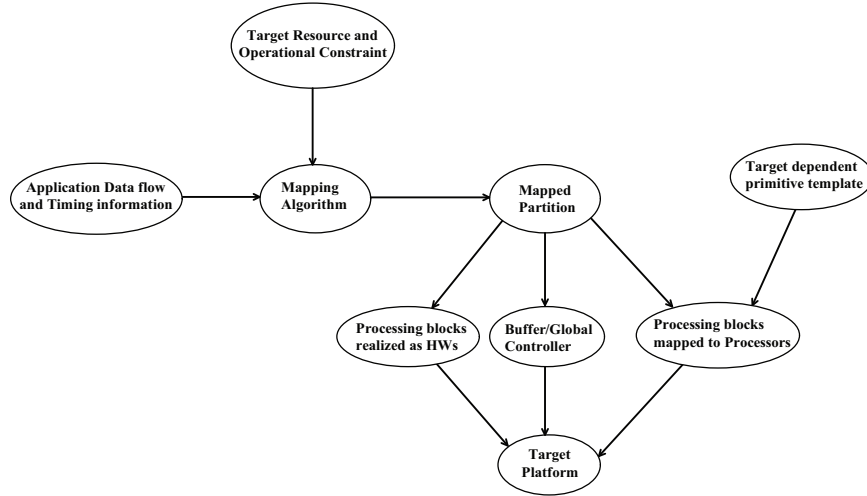 Target Resource and
Operational Constraint
Application Data flow
and Timing information
Mapping
Algorithm
Mapped
Partition
Target dependent
primitive template
Processing blocks
realized as HWs
Buffer/Global
Controller
Processing blocks
mapped to Processors
Target
Platform